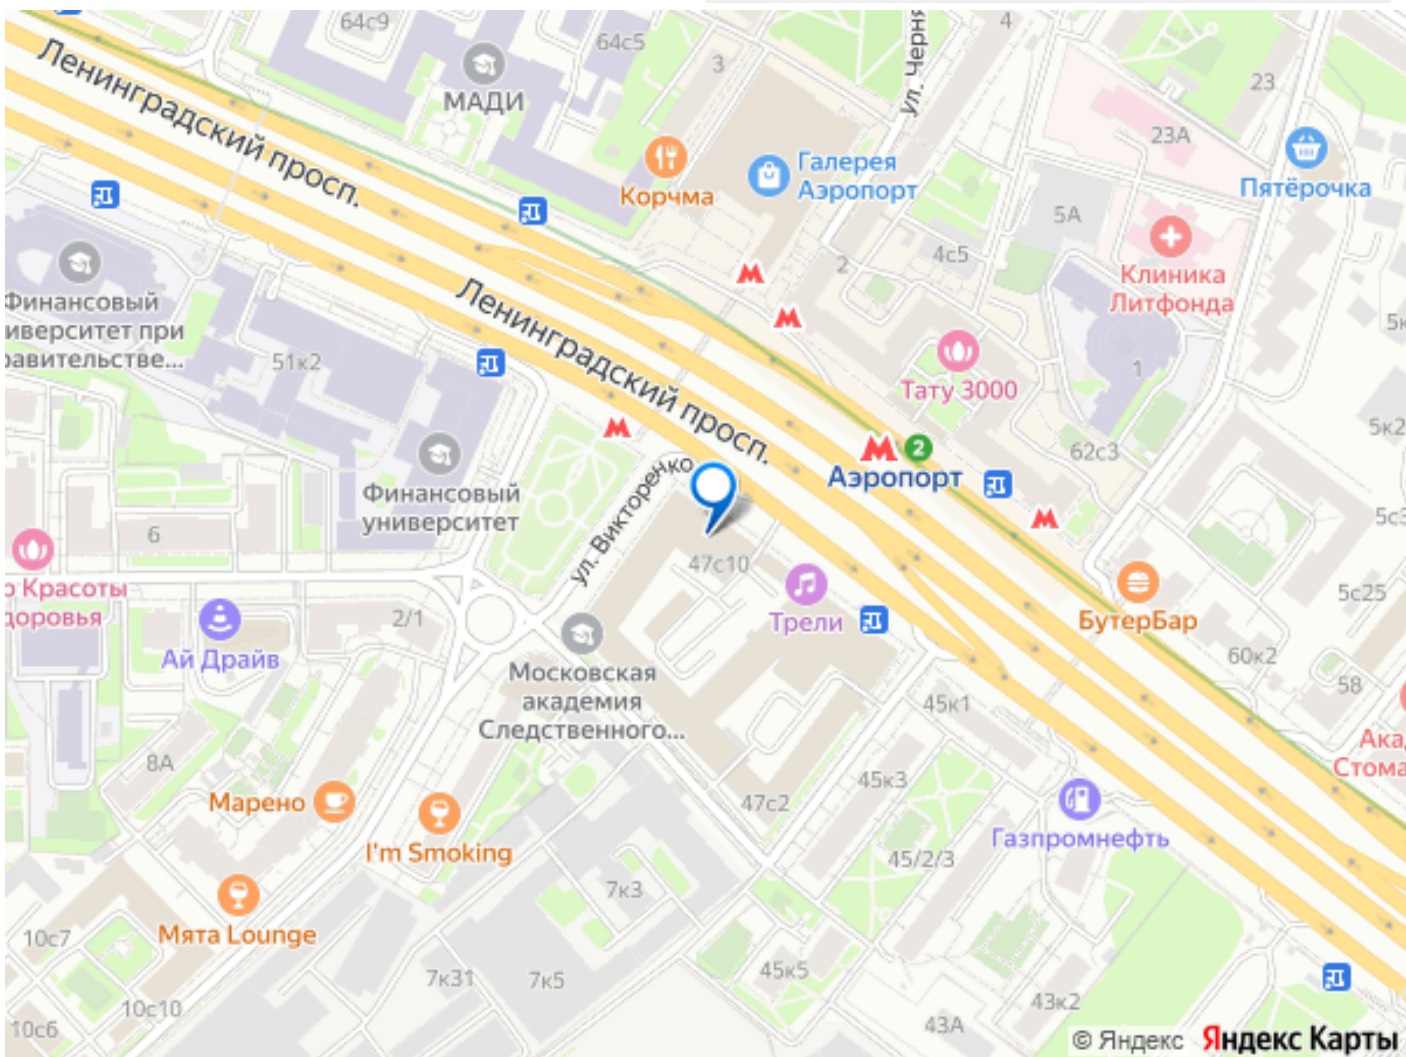 64с9
64с5
3
4
ул. Черня
23
Ленинградский просп.
МАДИ
23А
Корчма
Галерея
Аэропорт
Пятёрочка
5А
2
4с5
Клиника
Литфонда
Финансовый
иверситет при
равительстве...
Ленинградский просп.
51к2
5к
1
Тату 3000
5к2
62с3
Аэропорт
2
Финансовый
университет
ул. Викторенко
5с3
6
47с10
о Красоты
доровья
5с25
2/1
Трели
БутерБар
Ай Драйв
60к2
58
Московская
академия
Следственного...
45к1
Ака
Стома
8А
45к3
Марено
47с2
Газпромнефть
I'm Smoking
45/2/3
7к3
Мята Lounge
10с7
7к31
7к5
45к5
10с10
43к2
10с6
43А
© Яндекс Яндекс Карты